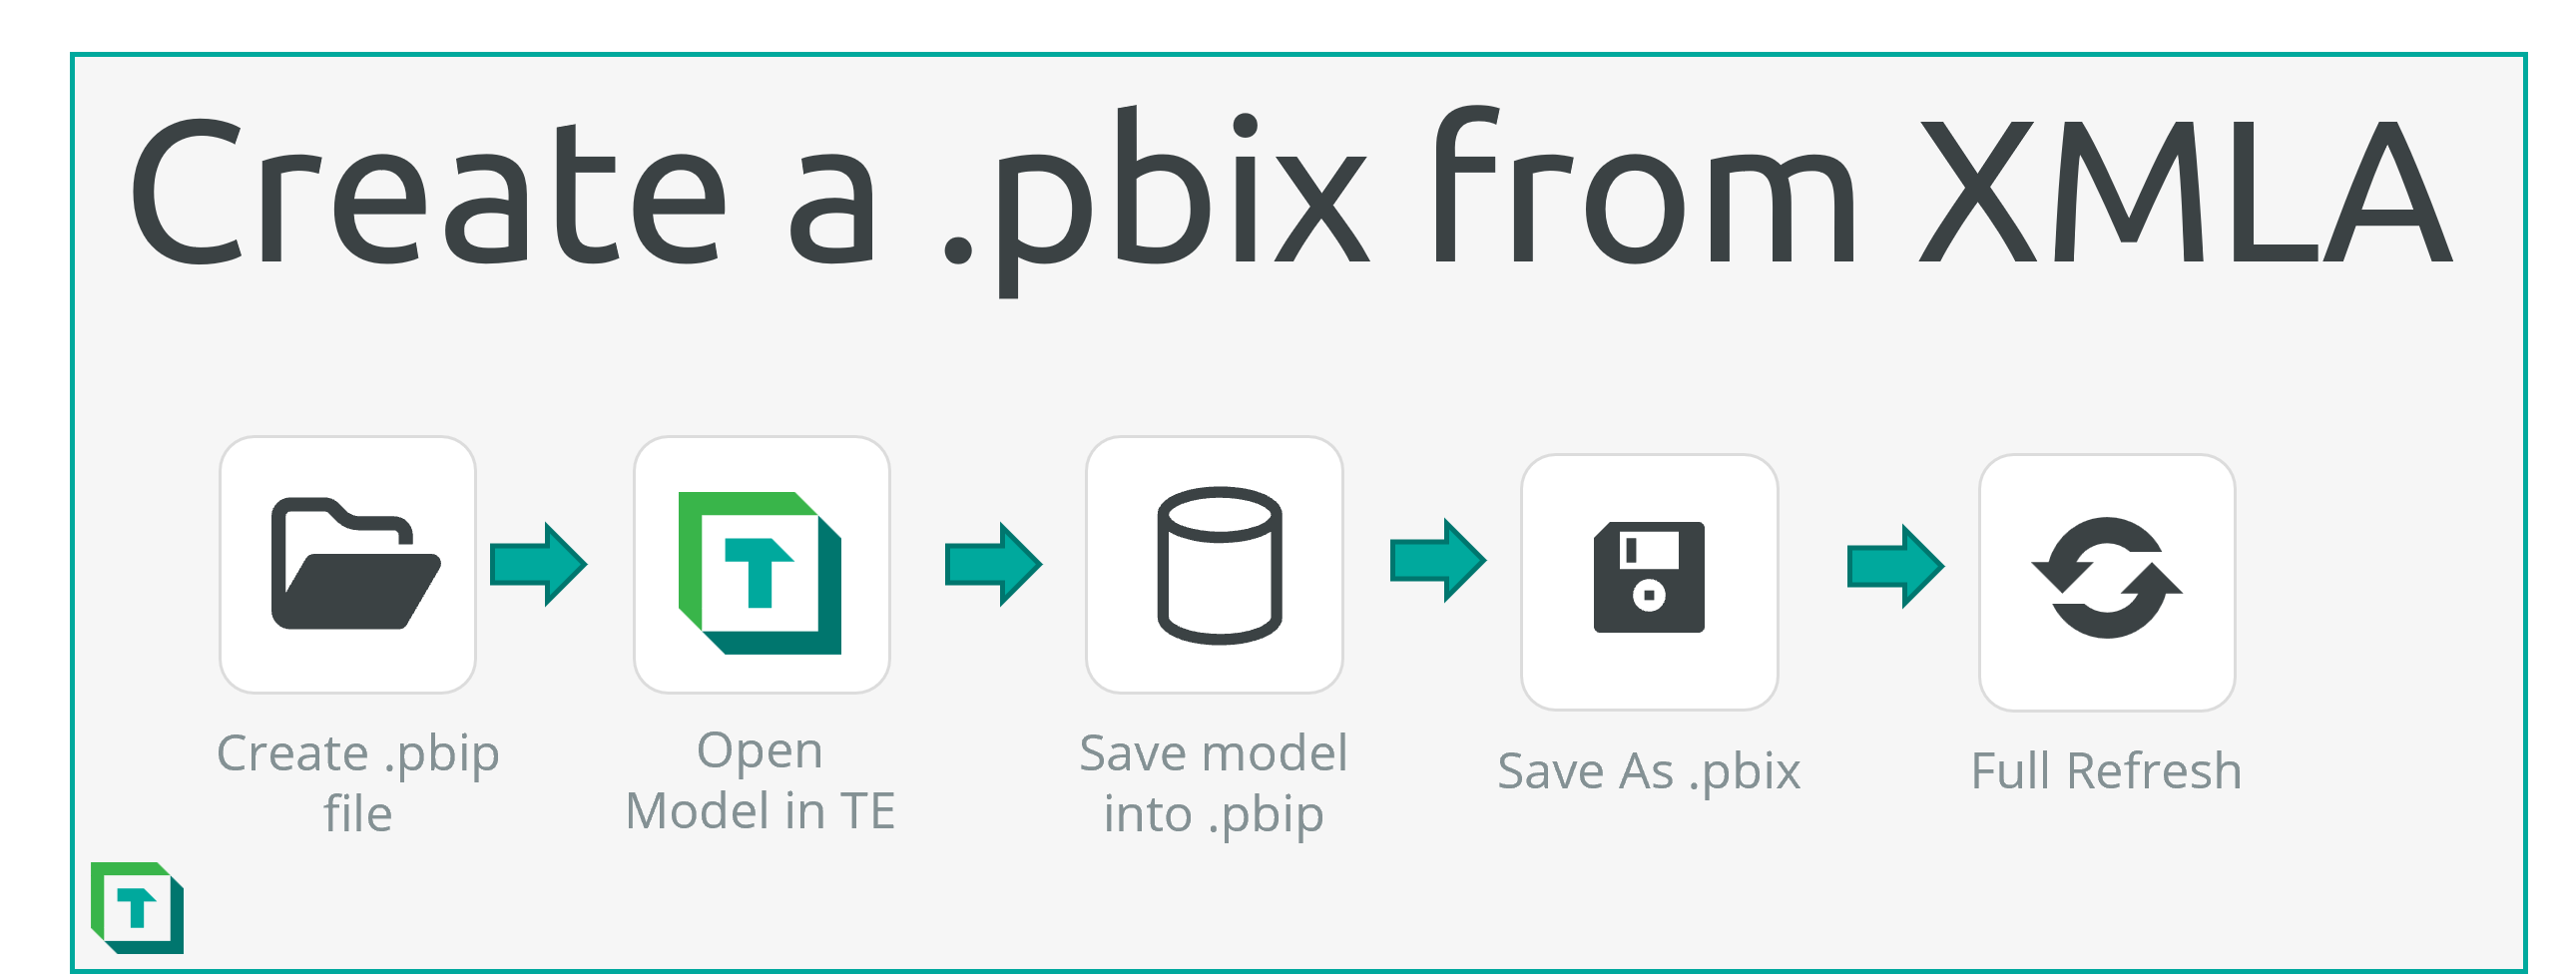 Create a .pbix from XMLA
Create .pbip
file
Open
Model in TE
Save model
into .pbip
Save As .pbix
Full Refresh
T
T